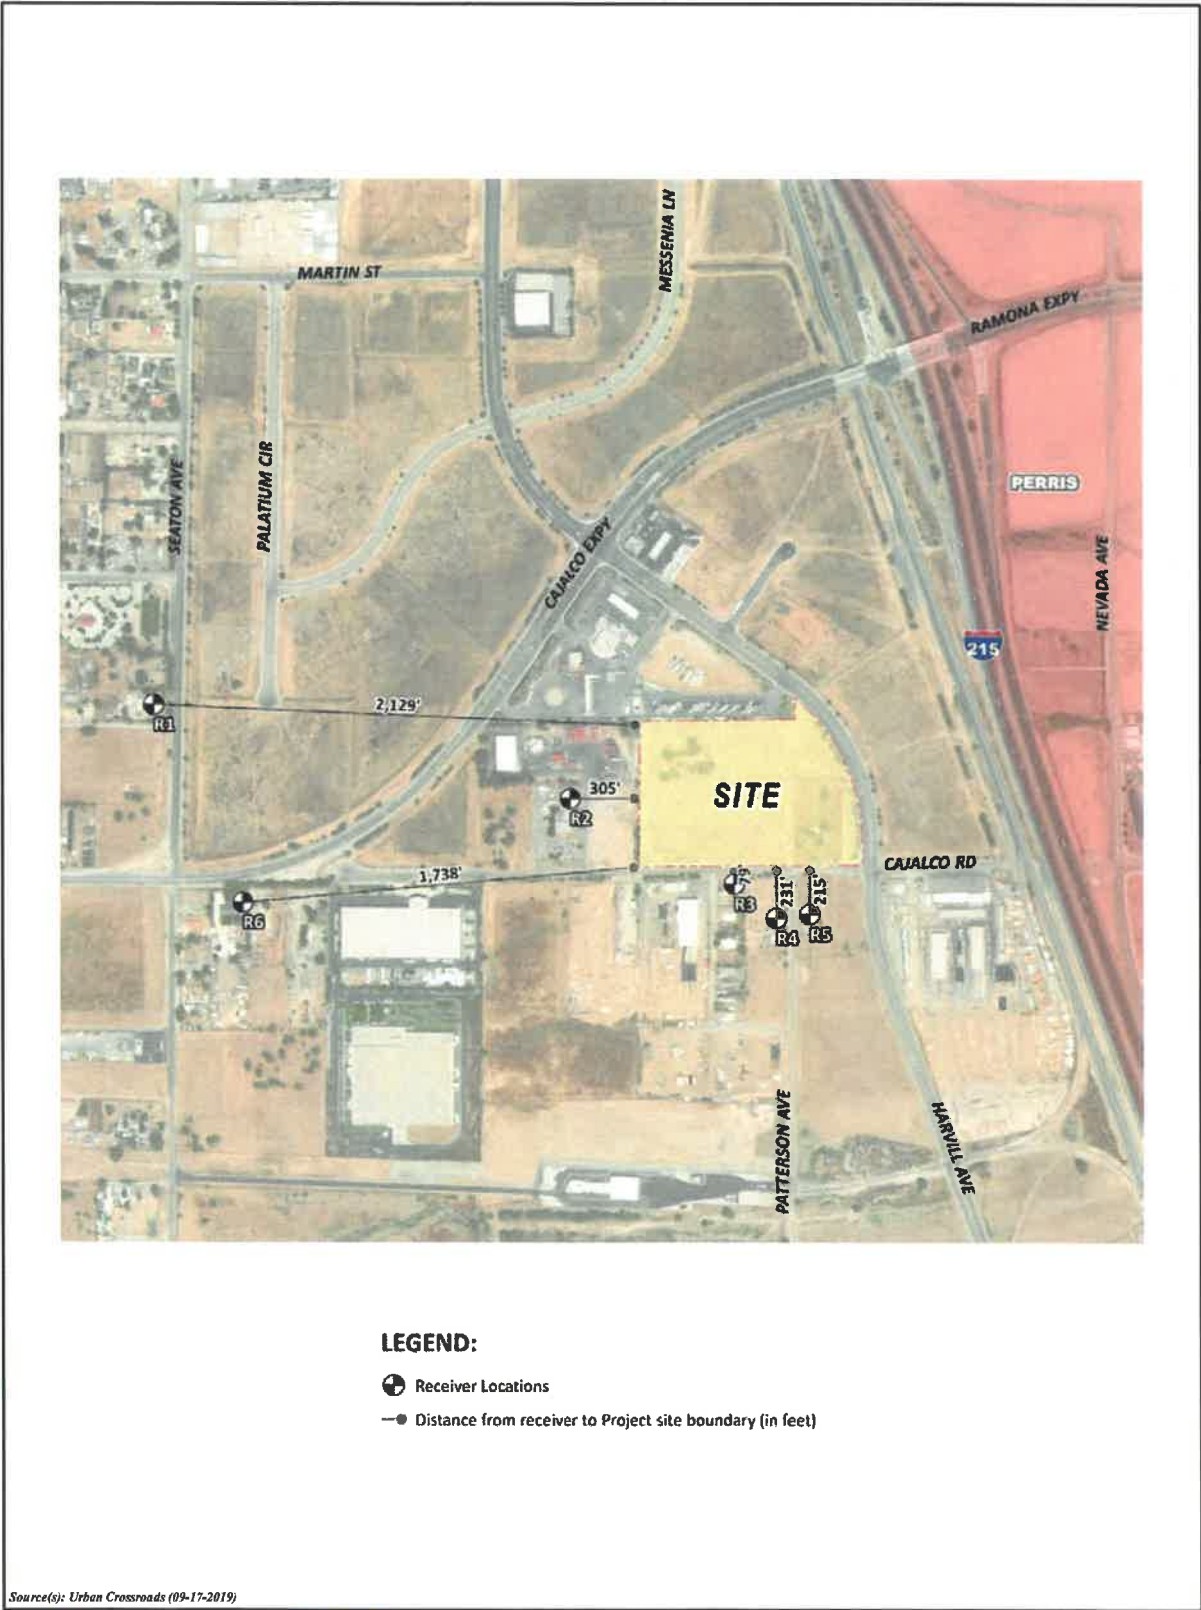 MESSENIA LN
MARTIN ST
RAMONA EXPY
PALATIUM CIR
SEATON AVE
PERRIS
CAJALCO EXPY
NEVADA AVE
215
R1
2,129'
305'
R2
SITE
1,738'
R6
79'
R3
231'
R4
215'
R5
CAJALCO RD
PATTERSON AVE
HARVILL AVE
LEGEND:
Receiver Locations
Distance from receiver to Project site boundary (in feet)
Source(s): Urban Crossroads (09-17-2019)